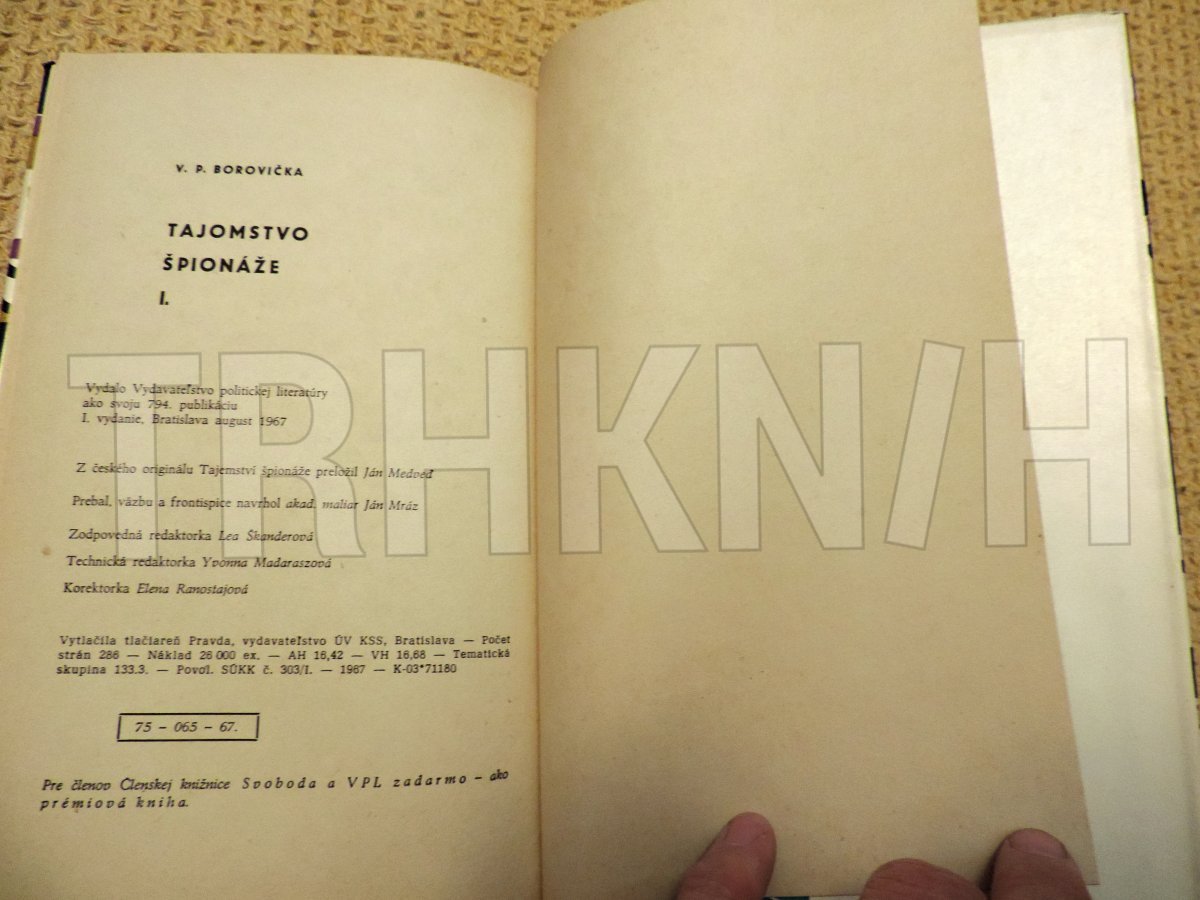 V. P. BOROVIČKA
TAJOMSTVO
ŠPIONÁŽE
I.
Vydalo Vydavateľstvo politickej literatúry
ako svoju 794. publikáciu
I. vydanie, Bratislava august 1967
Z českého originálu Tajemství špionáže preložil Ján Medveď
Prebal, väzbu a frontispice navrhol akad. maliar Ján Mráz
Zodpovedná redaktorka Lea Škanderová
Technická redaktorka Yvonna Madaraszová
Korektorka Elena Ranostajová
Vytlačila tlačiareň Pravda, vydavateľstvo ÚV KSS, Bratislava — Počet
strán 286 — Náklad 26 000 ex. — AH 16,42 — VH 16,68 — Tematická
skupina 133.3. — Povol. SÚKK č. 303/I. — 1967 — K-03*71180
75 – 065 – 67.
Pre členov Členskej knižnice Svoboda a VPL zadarmo – ako
prémiová kniha.
TRHKN/H